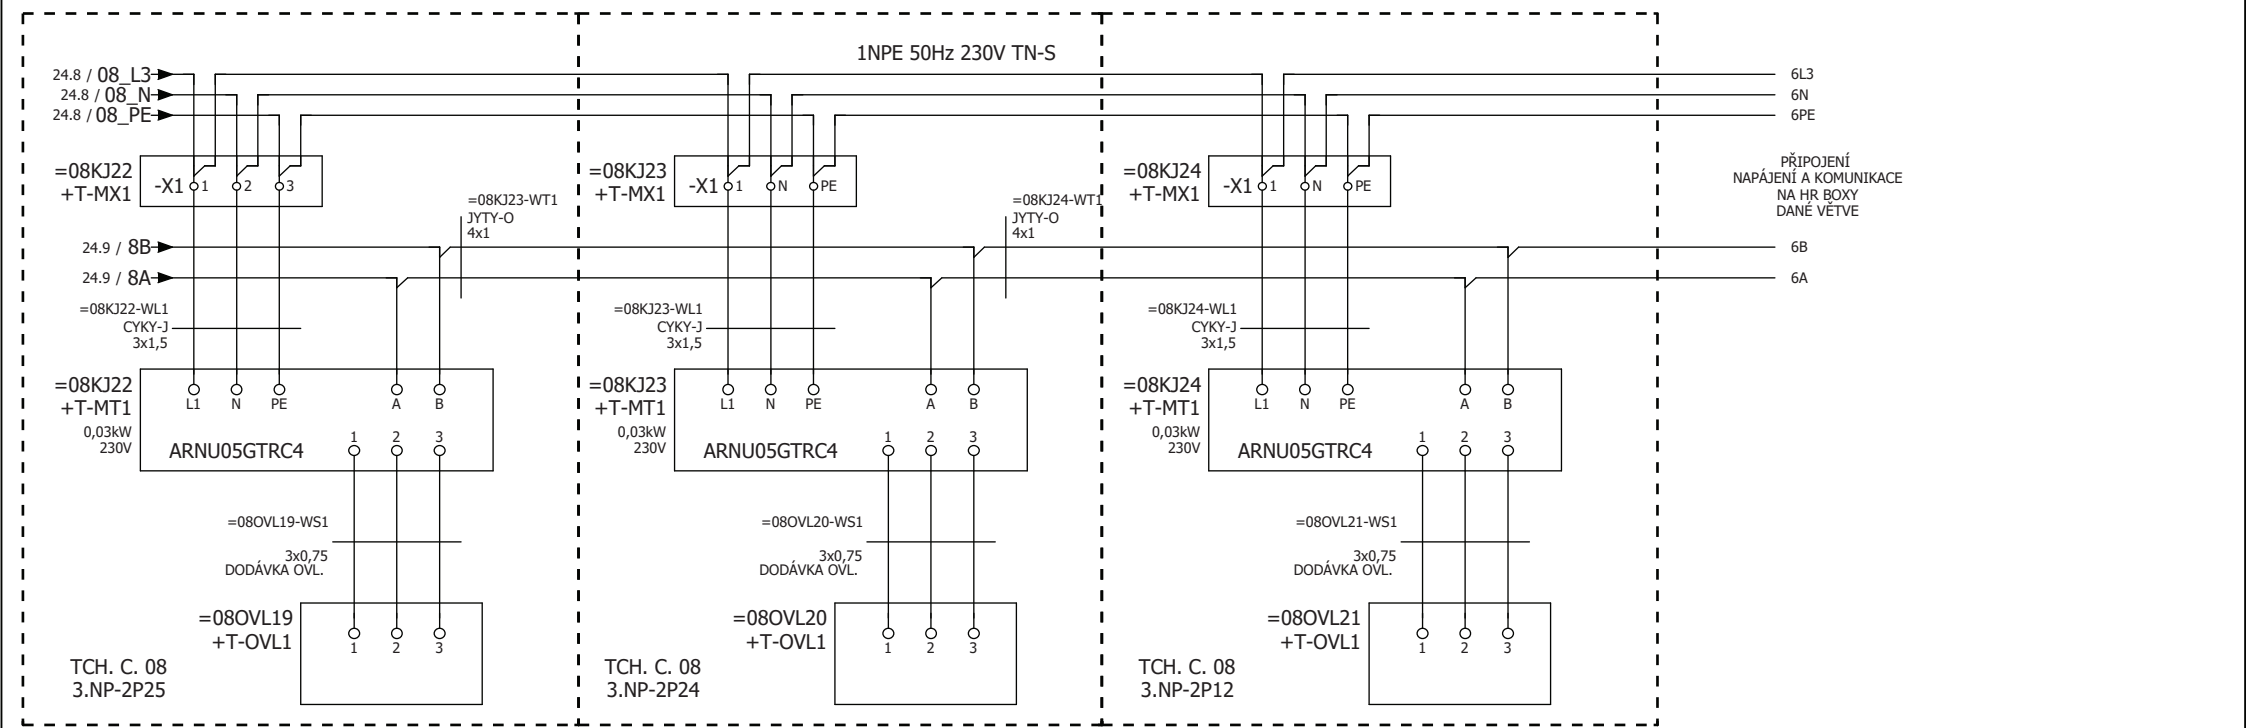 1NPE 50Hz 230V TN-S
24.8 / 08_L3
24.8 / 08_N
24.8 / 08_PE
6L3
6N
6PE
=08KJ22
+T-MX1
-X1 1 2 3
=08KJ23
+T-MX1
-X1 1 N PE
=08KJ24
+T-MX1
-X1 1 N PE
PŘIPOJENÍ
NAPÁJENÍ A KOMUNIKACE
NA HR BOXY
DANÉ VĚTVE
=08KJ23-WT1
JYTY-O
4x1
=08KJ24-WT1
JYTY-O
4x1
24.9 / 8B
24.9 / 8A
6B
6A
=08KJ22-WL1
CYKY-J
3x1,5
=08KJ23-WL1
CYKY-J
3x1,5
=08KJ24-WL1
CYKY-J
3x1,5
=08KJ22
+T-MT1
0,03kW
230V
L1 N PE A B
1 2 3
ARNU05GTRC4
=08KJ23
+T-MT1
0,03kW
230V
L1 N PE A B
1 2 3
ARNU05GTRC4
=08KJ24
+T-MT1
0,03kW
230V
L1 N PE A B
1 2 3
ARNU05GTRC4
=08OVL19-WS1
3x0,75
DODÁVKA OVL.
=08OVL20-WS1
3x0,75
DODÁVKA OVL.
=08OVL21-WS1
3x0,75
DODÁVKA OVL.
=08OVL19
+T-OVL1
1 2 3
=08OVL20
+T-OVL1
1 2 3
=08OVL21
+T-OVL1
1 2 3
TCH. C. 08
3.NP-2P25
TCH. C. 08
3.NP-2P24
TCH. C. 08
3.NP-2P12